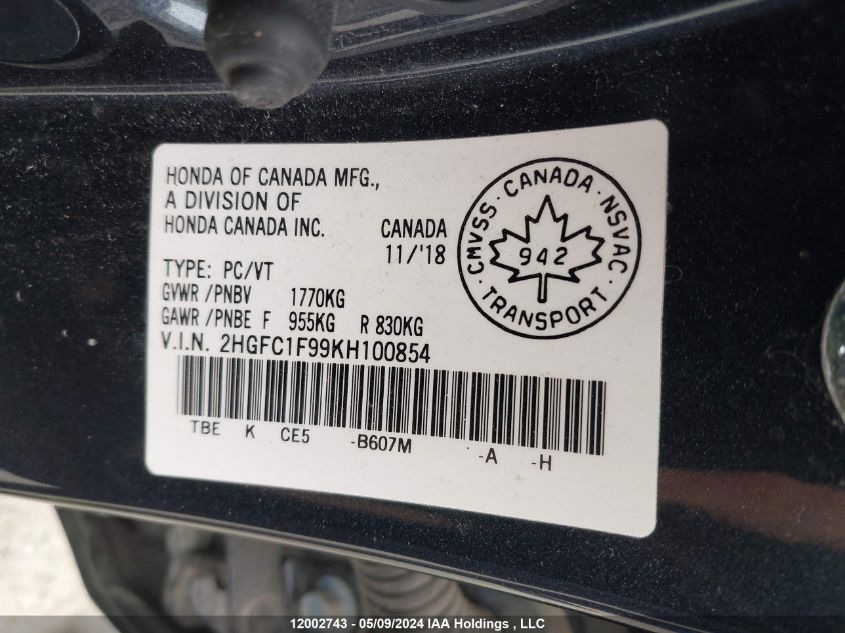 HONDA OF CANADA MFG.,
A DIVISION OF
HONDA CANADA INC.
CANADA
11/'18
TYPE: PC/VT
GVWR /PNBV 1770KG
GAWR /PNBE F 955KG R 830KG
V.I.N. 2HGFC1F99KH100854
TBE K CE5 -B607M -A -H
CMVSS · CANADA · NSVAC · TRANSPORT ·
942
12002743 - 05/09/2024 IAA Holdings , LLC